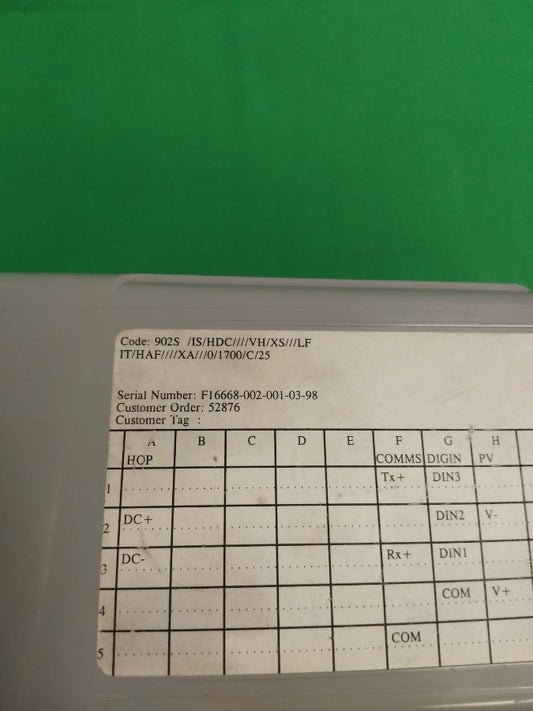 Code: 902S /IS/HDC////VH/XS///LF
IT/HAF////XA///0/1700/C/25
Serial Number: F16668-002-001-03-98
Customer Order: 52876
Customer Tag :
A B C D E F G H
HOP COMMS DIGIN PV
1 Tx+ DIN3
2 DC+ DIN2 V-
3 DC- Rx+ DIN1
4 COM V+
5 COM